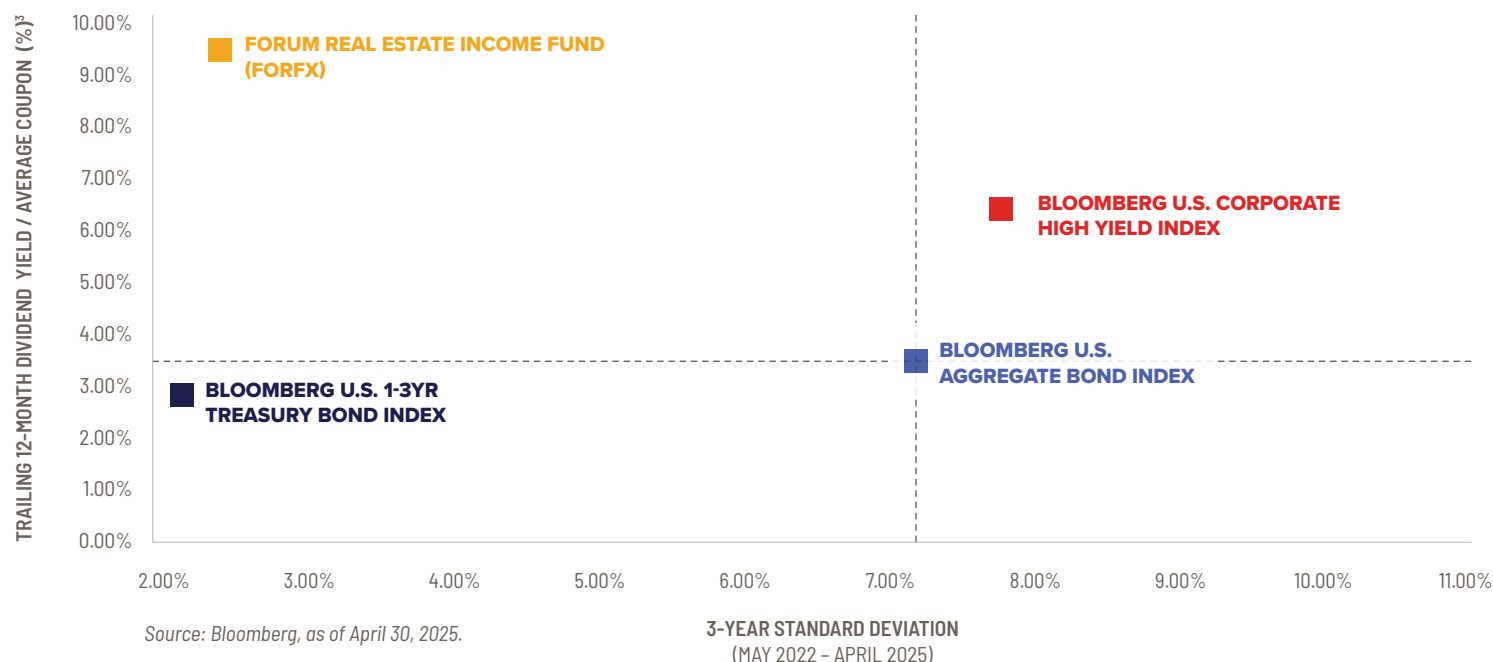 TRAILING 12-MONTH DIVIDEND YIELD / AVERAGE COUPON (%)³
10.00%
9.00%
8.00%
7.00%
6.00%
5.00%
4.00%
3.00%
2.00%
1.00%
0.00%
FORUM REAL ESTATE INCOME FUND
(FORFX)
BLOOMBERG U.S. CORPORATE
HIGH YIELD INDEX
BLOOMBERG U.S.
AGGREGATE BOND INDEX
BLOOMBERG U.S. 1-3YR
TREASURY BOND INDEX
2.00%
3.00%
4.00%
5.00%
6.00%
7.00%
8.00%
9.00%
10.00%
11.00%
Source: Bloomberg, as of April 30, 2025.
3-YEAR STANDARD DEVIATION
(MAY 2022 – APRIL 2025)